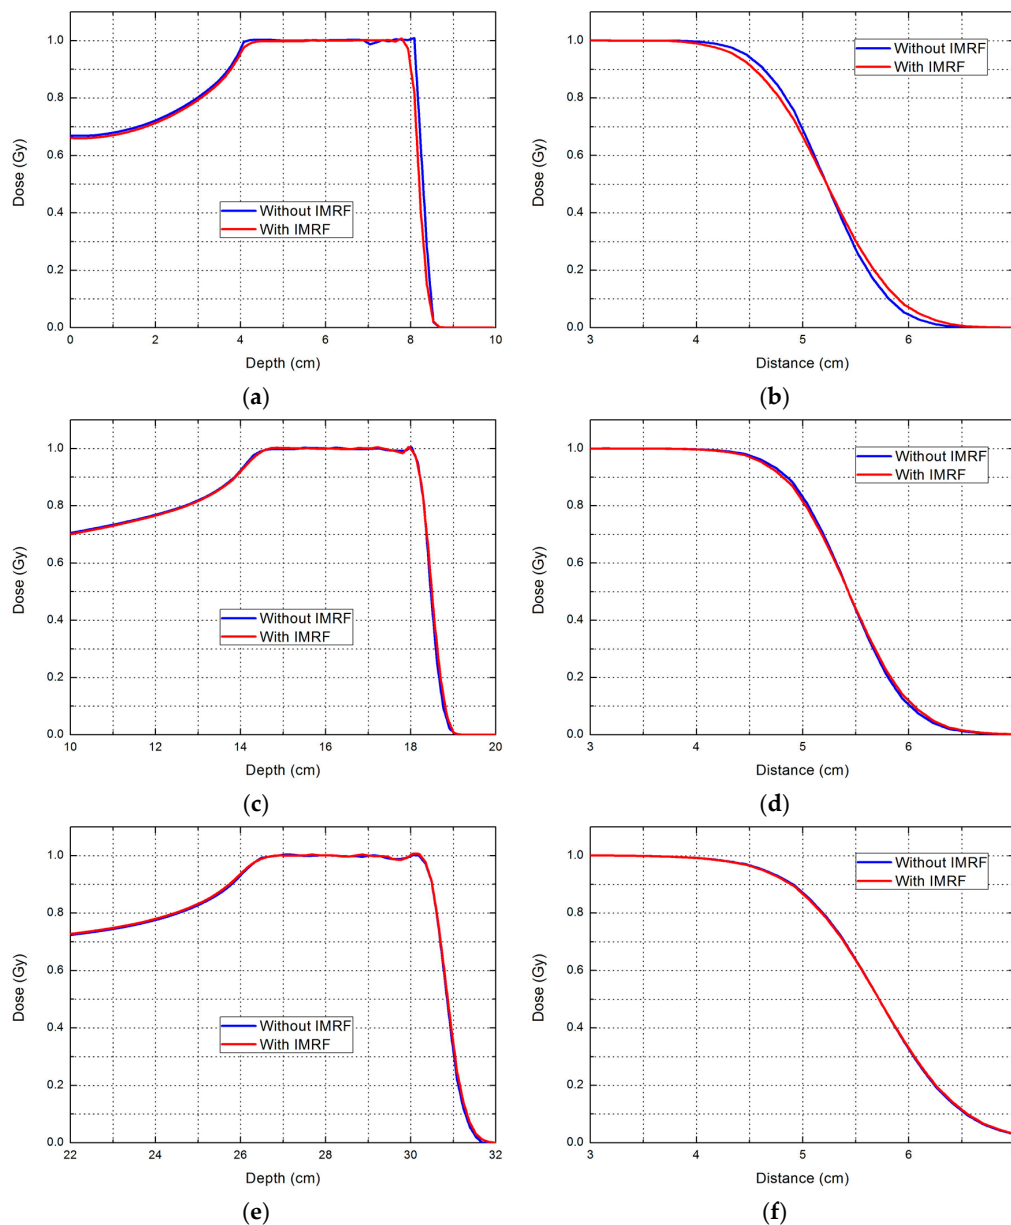 1.0
0.8
0.6
0.4
0.2
0.0
Dose (Gy)
Without IMRF
With IMRF
0 2 4 6 8 10
Depth (cm)
(a)
1.0
0.8
0.6
0.4
0.2
0.0
Dose (Gy)
Without IMRF
With IMRF
3 4 5 6
Distance (cm)
(b)
1.0
0.8
0.6
0.4
0.2
0.0
Dose (Gy)
Without IMRF
With IMRF
10 12 14 16 18 20
Depth (cm)
(c)
1.0
0.8
0.6
0.4
0.2
0.0
Dose (Gy)
Without IMRF
With IMRF
3 4 5 6
Distance (cm)
(d)
1.0
0.8
0.6
0.4
0.2
0.0
Dose (Gy)
Without IMRF
With IMRF
22 24 26 28 30 32
Depth (cm)
(e)
1.0
0.8
0.6
0.4
0.2
0.0
Dose (Gy)
Without IMRF
With IMRF
3 4 5 6
Distance (cm)
(f)